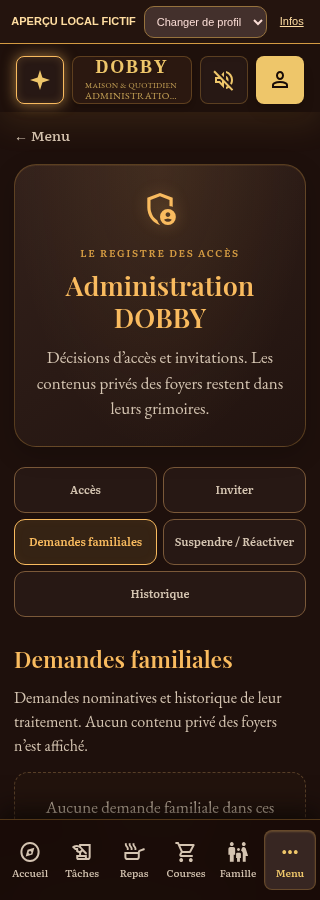 APERÇU LOCAL FICTIF
Changer de profil
Infos
DOBBY
MAISON & QUOTIDIEN
ADMINISTRATIO…
← Menu
LE REGISTRE DES ACCÈS
Administration
DOBBY
Décisions d’accès et invitations. Les
contenus privés des foyers restent dans
leurs grimoires.
Accès
Inviter
Demandes familiales
Suspendre / Réactiver
Historique
Demandes familiales
Demandes nominatives et historique de leur
traitement. Aucun contenu privé des foyers
n’est affiché.
Aucune demande familiale dans ces
Accueil
Tâches
Repas
Courses
Famille
Menu